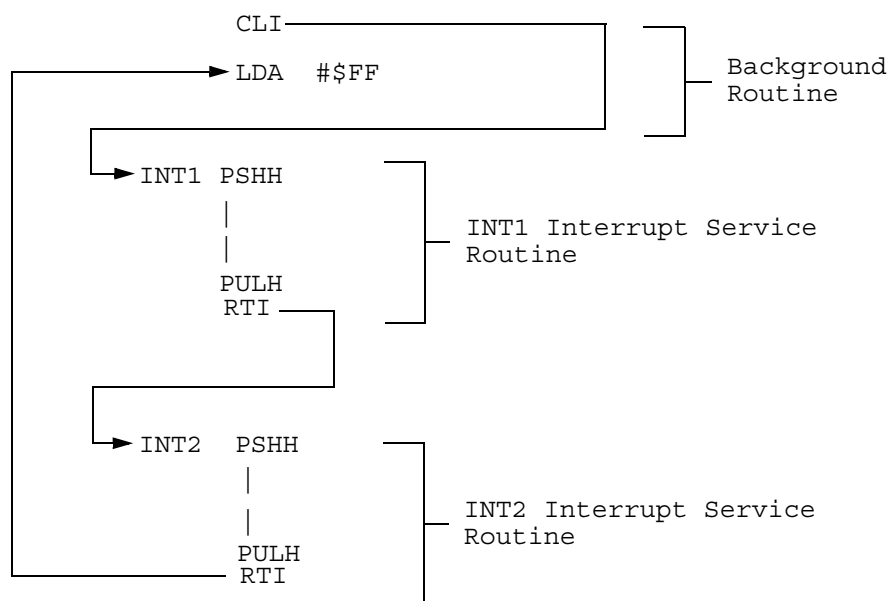 CLI
LDA #$FF
Background
Routine
INT1 PSHH
|
|
PULH
RTI
INT1 Interrupt Service
Routine
INT2 PSHH
|
|
PULH
RTI
INT2 Interrupt Service
Routine